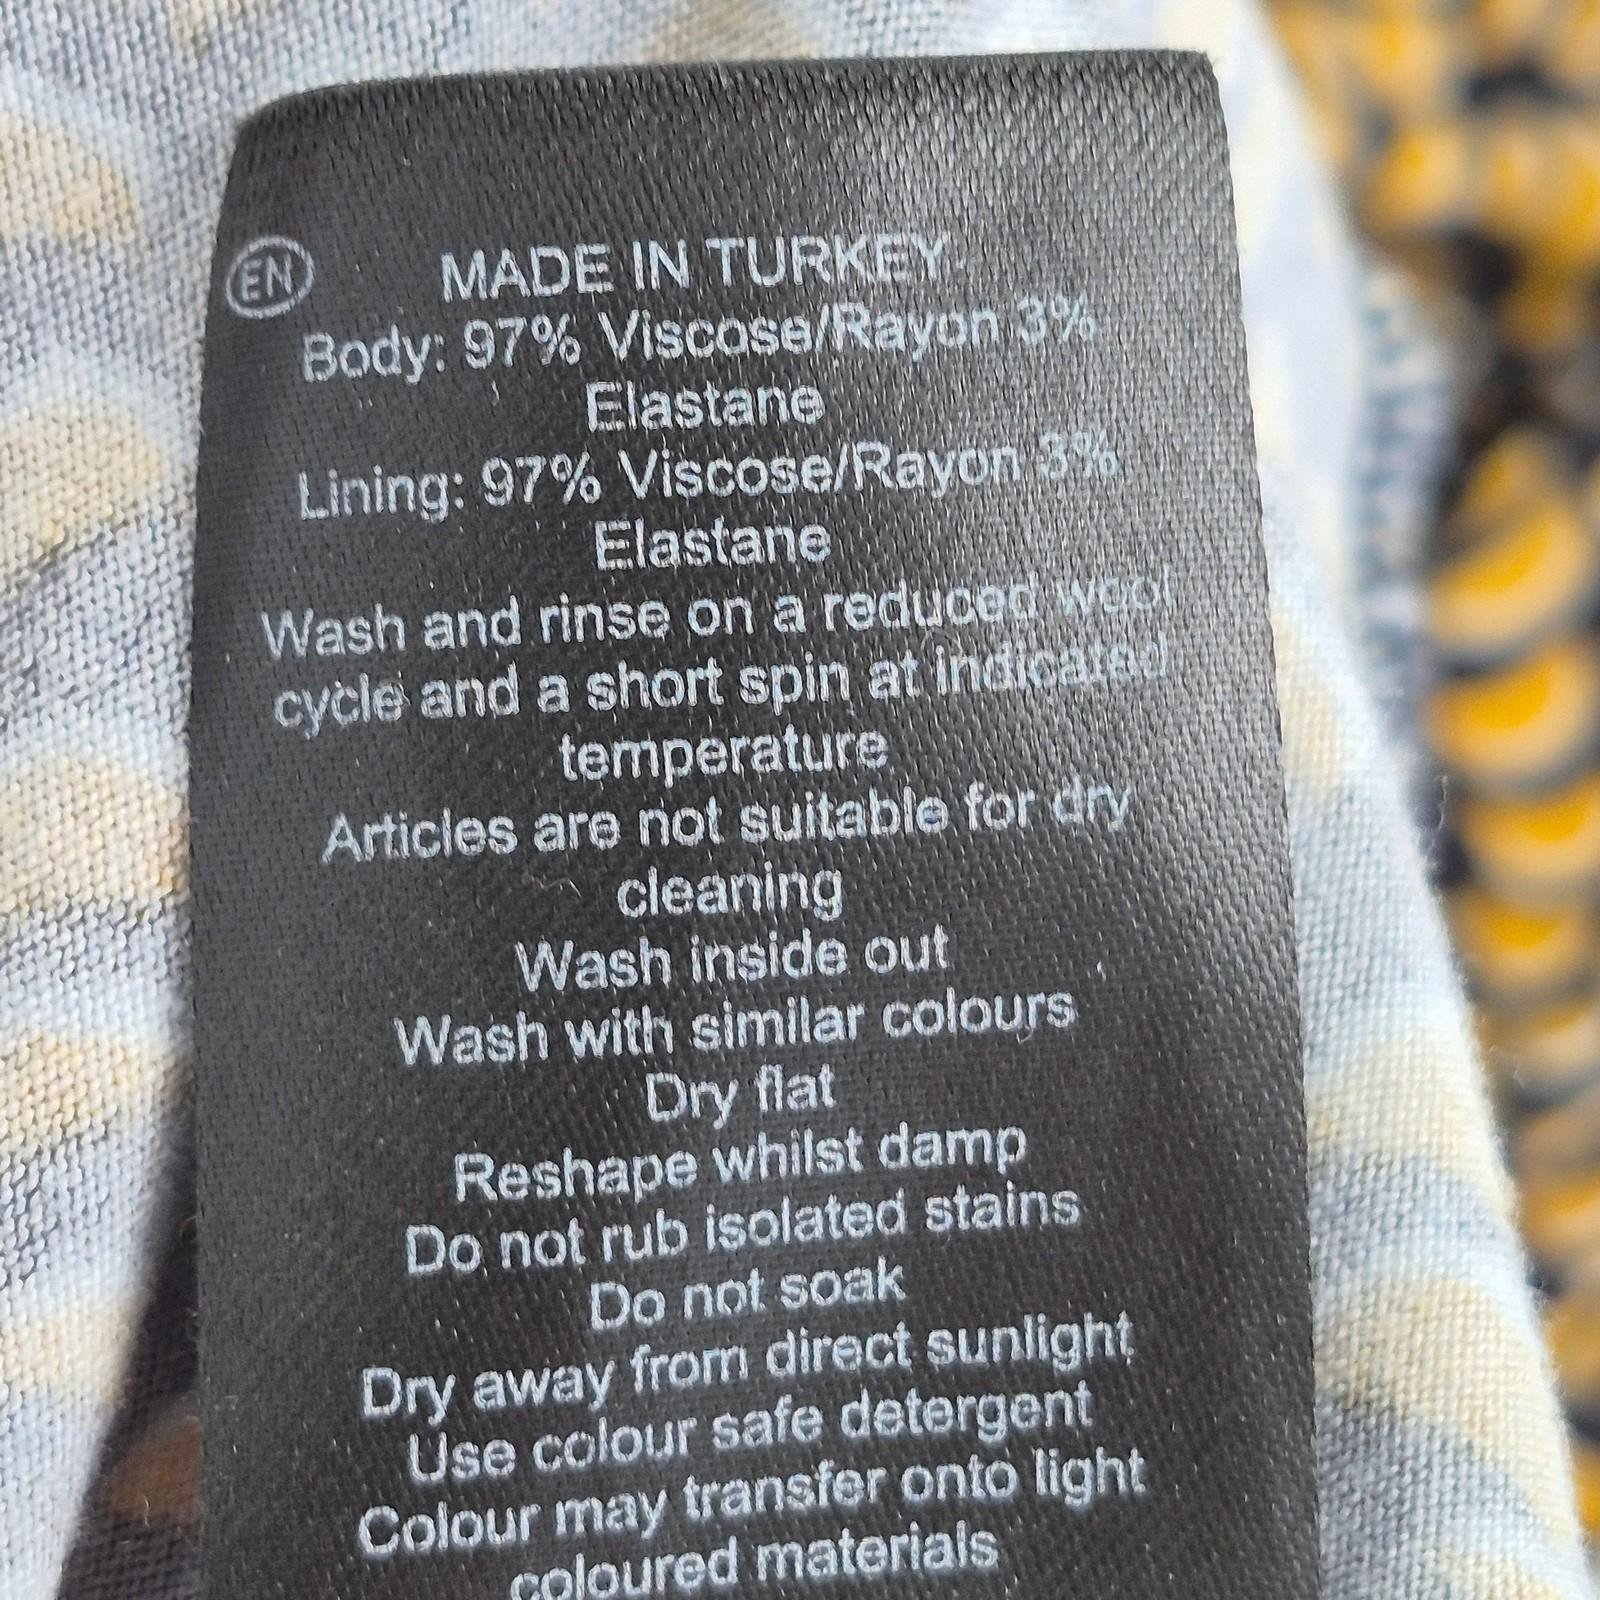 EN
MADE IN TURKEY
Body: 97% Viscose/Rayon 3%
Elastane
Lining: 97% Viscose/Rayon 3%
Elastane
Wash and rinse on a reduced wool
cycle and a short spin at indicated
temperature
Articles are not suitable for dry
cleaning
Wash inside out
Wash with similar colours
Dry flat
Reshape whilst damp
Do not rub isolated stains
Do not soak
Dry away from direct sunlight
Use colour safe detergent
Colour may transfer onto light
coloured materials